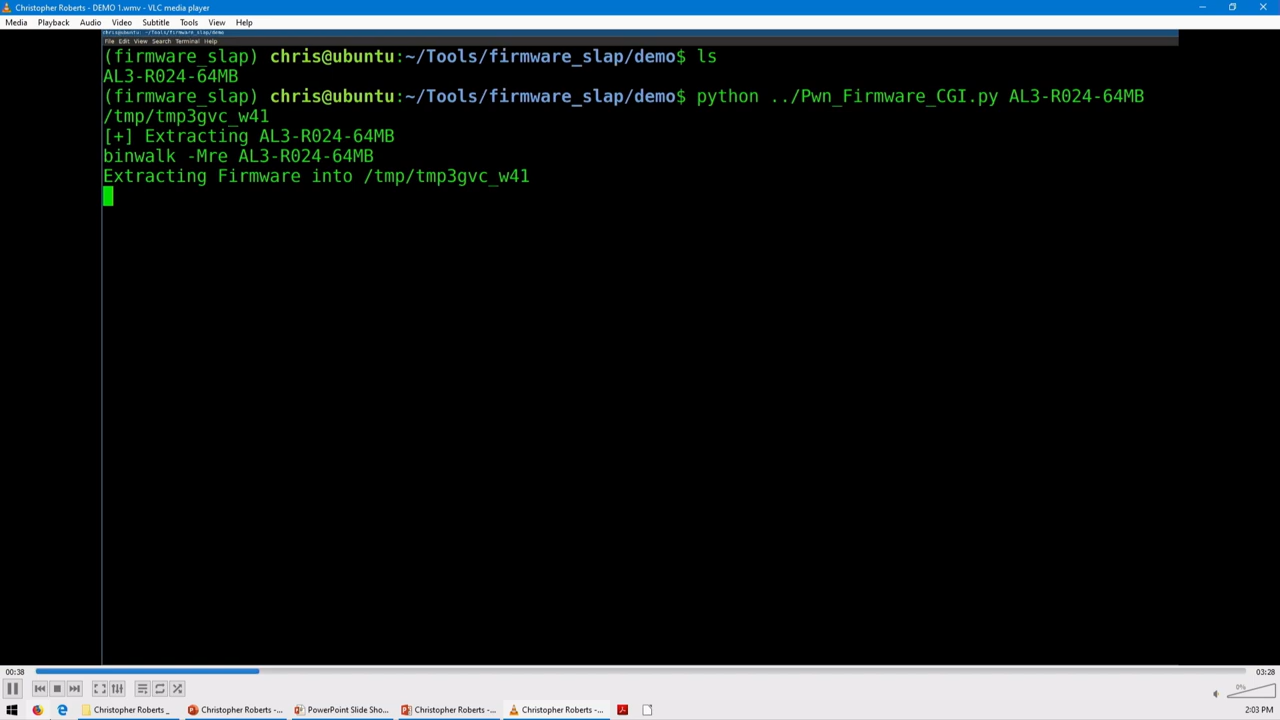 Christopher Roberts - DEMO 1.wmv - VLC media player
Media Playback Audio Video Subtitle Tools View Help
chris@ubuntu: ~/Tools/firmware_slap/demo
File Edit View Search Terminal Help
(firmware_slap) chris@ubuntu:~/Tools/firmware_slap/demo$ ls
AL3-R024-64MB
(firmware_slap) chris@ubuntu:~/Tools/firmware_slap/demo$ python ../Pwn_Firmware_CGI.py AL3-R024-64MB
/tmp/tmp3gvc_w41
[+] Extracting AL3-R024-64MB
binwalk -Mre AL3-R024-64MB
Extracting Firmware into /tmp/tmp3gvc_w41
00:38 03:28
0%
Christopher Roberts _ Christopher Roberts -... PowerPoint Slide Sho... Christopher Roberts -... Christopher Roberts -... 2:03 PM